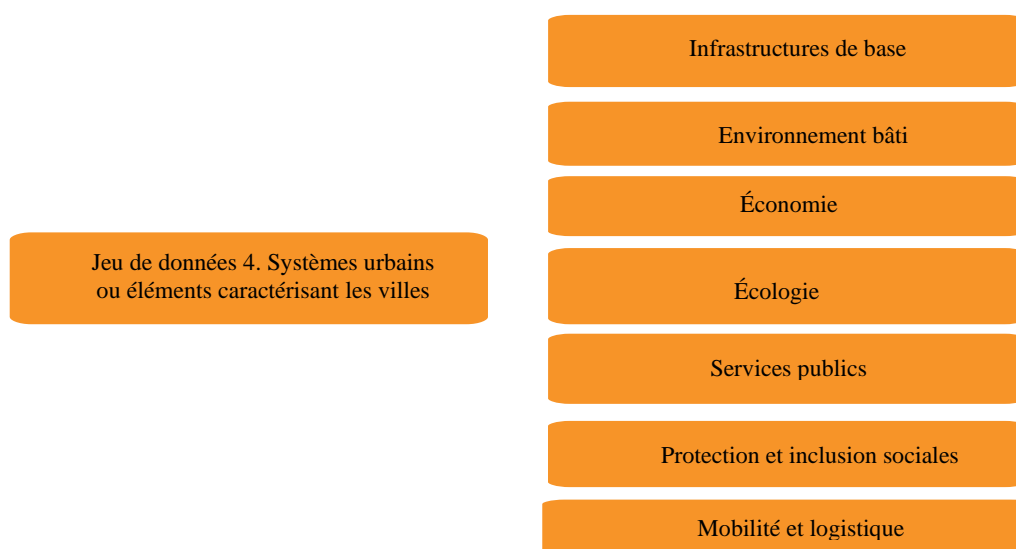 Infrastructures de base
Environnement bâti
Économie
Jeu de données 4. Systèmes urbains
ou éléments caractérisant les villes
Écologie
Services publics
Protection et inclusion sociales
Mobilité et logistique